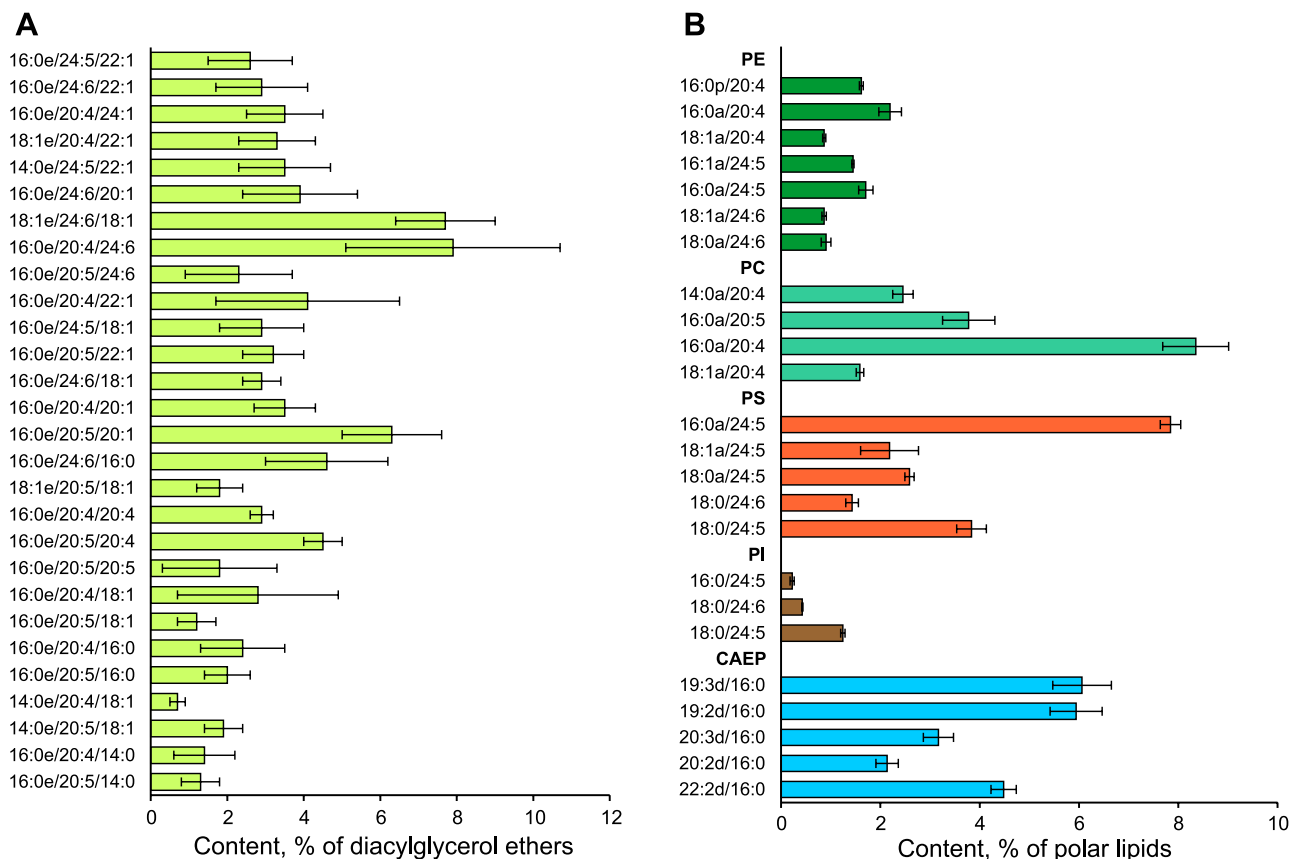 A
16:0e/24:5/22:1
16:0e/24:6/22:1
16:0e/20:4/24:1
18:1e/20:4/22:1
14:0e/24:5/22:1
16:0e/24:6/20:1
18:1e/24:6/18:1
16:0e/20:4/24:6
16:0e/20:5/24:6
16:0e/20:4/22:1
16:0e/24:5/18:1
16:0e/20:5/22:1
16:0e/24:6/18:1
16:0e/20:4/20:1
16:0e/20:5/20:1
16:0e/24:6/16:0
18:1e/20:5/18:1
16:0e/20:4/20:4
16:0e/20:5/20:4
16:0e/20:5/20:5
16:0e/20:4/18:1
16:0e/20:5/18:1
16:0e/20:4/16:0
16:0e/20:5/16:0
14:0e/20:4/18:1
14:0e/20:5/18:1
16:0e/20:4/14:0
16:0e/20:5/14:0
0 2 4 6 8 10 12
Content, % of diacylglycerol ethers
B
PE
16:0p/20:4
16:0a/20:4
18:1a/20:4
16:1a/24:5
16:0a/24:5
18:1a/24:6
18:0a/24:6
PC
14:0a/20:4
16:0a/20:5
16:0a/20:4
18:1a/20:4
PS
16:0a/24:5
18:1a/24:5
18:0a/24:5
18:0/24:6
18:0/24:5
PI
16:0/24:5
18:0/24:6
18:0/24:5
CAEP
19:3d/16:0
19:2d/16:0
20:3d/16:0
20:2d/16:0
22:2d/16:0
0 2 4 6 8 10
Content, % of polar lipids